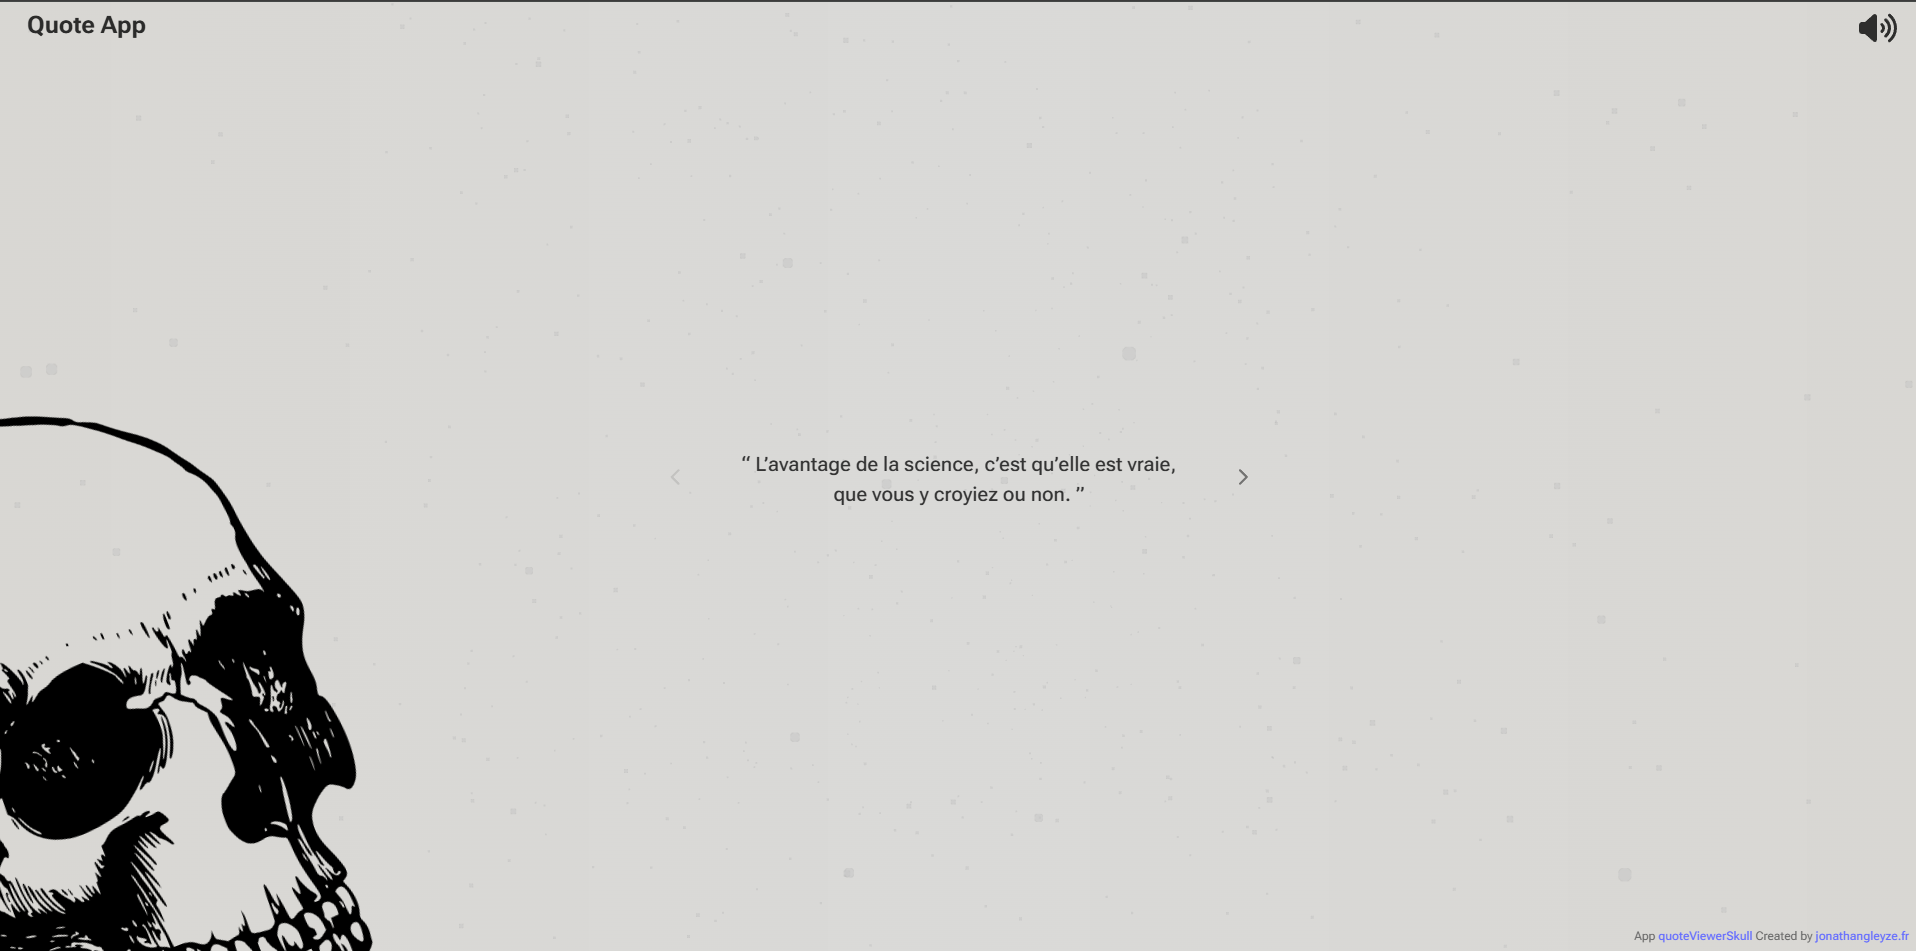 Quote App
“ L’avantage de la science, c’est qu’elle est vraie,
que vous y croyiez ou non. ”
App quoteViewerSkull Created by jonathangleyze.fr